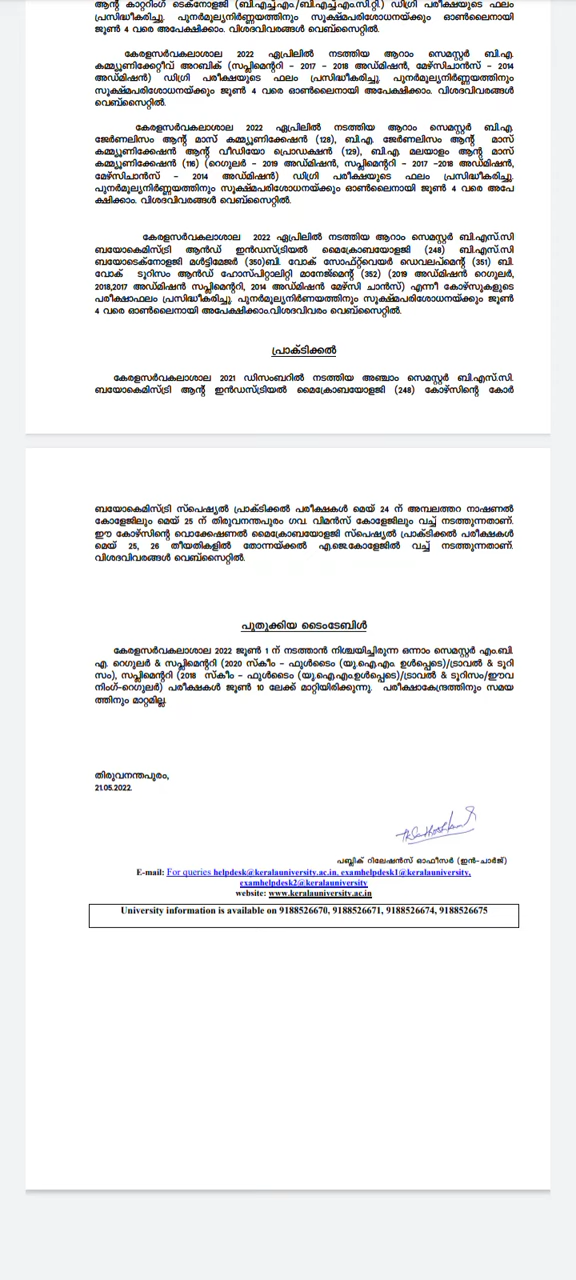 ആന്റ് കാറ്ററിംഗ് ടെക്നോളജി (ബി.എച്ച്.എം./ബി.എച്ച്.എം.സി.റ്റി.) ഡിഗ്രി പരീക്ഷയുടെ ഫലം
പ്രസിദ്ധീകരിച്ചു. പുനർമൂല്യനിർണ്ണയത്തിനും സൂക്ഷ്മപരിശോധനയ്ക്കും ഓൺലൈനായി
ജൂൺ 4 വരെ അപേക്ഷിക്കാം. വിശദവിവരങ്ങൾ വെബ്സൈറ്റിൽ.
കേരളസർവകലാശാല 2022 ഏപ്രിലിൽ നടത്തിയ ആറാം സെമസ്റ്റർ ബി.എ.
കമ്മ്യൂണിക്കേറ്റീവ് അറബിക് (സപ്ലിമെന്ററി – 2017 – 2018 അഡ്മിഷൻ, മേഴ്സിചാൻസ് – 2014
അഡ്മിഷൻ) ഡിഗ്രി പരീക്ഷയുടെ ഫലം പ്രസിദ്ധീകരിച്ചു. പുനർമൂല്യനിർണ്ണയത്തിനും
സൂക്ഷ്മപരിശോധനയ്ക്കും ജൂൺ 4 വരെ ഓൺലൈനായി അപേക്ഷിക്കാം. വിശദവിവരങ്ങൾ
വെബ്സൈറ്റിൽ.
കേരളസർവകലാശാല 2022 ഏപ്രിലിൽ നടത്തിയ ആറാം സെമസ്റ്റർ ബി.എ.
ജേർണലിസം ആന്റ് മാസ് കമ്മ്യൂണിക്കേഷൻ (128), ബി.എ. ജേർണലിസം ആന്റ് മാസ്
കമ്മ്യൂണിക്കേഷൻ ആന്റ് വീഡിയോ പ്രൊഡക്ഷൻ (129), ബി.എ. മലയാളം ആന്റ് മാസ്
കമ്മ്യൂണിക്കേഷൻ (116) (റെഗുലർ – 2019 അഡ്മിഷൻ, സപ്ലിമെന്ററി – 2017 –2018 അഡ്മിഷൻ,
മേഴ്സിചാൻസ് – 2014 അഡ്മിഷൻ) ഡിഗ്രി പരീക്ഷയുടെ ഫലം പ്രസിദ്ധീകരിച്ചു.
പുനർമൂല്യനിർണ്ണയത്തിനും സൂക്ഷ്മപരിശോധനയ്ക്കും ഓൺലൈനായി ജൂൺ 4 വരെ അപേ
ക്ഷിക്കാം. വിശദവിവരങ്ങൾ വെബ്സൈറ്റിൽ.
കേരളസർവകലാശാല 2022 ഏപ്രിലിൽ നടത്തിയ ആറാം സെമസ്റ്റർ ബി.എസ്.സി
ബയോകെമിസ്ട്രി ആൻഡ് ഇൻഡസ്ട്രിയൽ മൈക്രോബയോളജി (248) ബി.എസ്.സി
ബയോടെക്നോളജി മൾട്ടിമേജർ (350)ബി. വോക് സോഫ്റ്റ്‌വെയർ ഡെവലപ്മെന്റ് (351) ബി.
വോക് ടൂറിസം ആൻഡ് ഹോസ്പിറ്റാലിറ്റി മാനേജ്മെന്റ് (352) (2019 അഡ്മിഷൻ റെഗുലർ,
2018,2017 അഡ്മിഷൻ സപ്ലിമെന്ററി, 2014 അഡ്മിഷൻ മേഴ്സി ചാൻസ്) എന്നീ കോഴ്സുകളുടെ
പരീക്ഷാഫലം പ്രസിദ്ധീകരിച്ചു. പുനർമൂല്യനിർണയത്തിനും സൂക്ഷ്മപരിശോധനയ്ക്കും ജൂൺ
4 വരെ ഓൺലൈനായി അപേക്ഷിക്കാം.വിശദവിവരം വെബ്സൈറ്റിൽ.
പ്രാക്ടിക്കൽ
കേരളസർവകലാശാല 2021 ഡിസംബറിൽ നടത്തിയ അഞ്ചാം സെമസ്റ്റർ ബി.എസ്.സി.
ബയോകെമിസ്ട്രി ആന്റ് ഇൻഡസ്ട്രിയൽ മൈക്രോബയോളജി (248) കോഴ്സിന്റെ കോർ
ബയോകെമിസ്ട്രി സ്പെഷ്യൽ പ്രാക്ടിക്കൽ പരീക്ഷകൾ മെയ് 24 ന് അമ്പലത്തറ നാഷണൽ
കോളേജിലും മെയ് 25 ന് തിരുവനന്തപുരം ഗവ. വിമൻസ് കോളേജിലും വച്ച് നടത്തുന്നതാണ്.
ഈ കോഴ്സിന്റെ വൊക്കേഷണൽ മൈക്രോബയോളജി സ്പെഷ്യൽ പ്രാക്ടിക്കൽ പരീക്ഷകൾ
മെയ് 25, 26 തീയതികളിൽ തോന്നയ്ക്കൽ എ.ജെ.കോളേജിൽ വച്ച് നടത്തുന്നതാണ്.
വിശദവിവരങ്ങൾ വെബ്സൈറ്റിൽ.
പുതുക്കിയ ടൈംടേബിൾ
കേരളസർവകലാശാല 2022 ജൂൺ 1 ന് നടത്താൻ നിശ്ചയിച്ചിരുന്ന ഒന്നാം സെമസ്റ്റർ എം.ബി.
എ. റെഗുലർ & സപ്ലിമെന്ററി (2020 സ്കീം – ഫുൾടൈം (യു.ഐ.എം. ഉൾപ്പെടെ)/ട്രാവൽ & ടൂറി
സം), സപ്ലിമെന്ററി (2018 സ്കീം – ഫുൾടൈം (യു.ഐ.എം.ഉൾപ്പെടെ)/ട്രാവൽ & ടൂറിസം/ഈവ
നിംഗ്-റെഗുലർ) പരീക്ഷകൾ ജൂൺ 10 ലേക്ക് മാറ്റിയിരിക്കുന്നു. പരീക്ഷാകേന്ദ്രത്തിനും സമയ
ത്തിനും മാറ്റമില്ല.
തിരുവനന്തപുരം,
21.05.2022.
പബ്ലിക് റിലേഷൻസ് ഓഫീസർ (ഇൻ-ചാർജ്)
E-mail: For queries helpdesk@keralauniversity.ac.in, examhelpdesk1@keralauniversity,
examhelpdesk2@keralauniversity
website: www.keralauniversity.ac.in
University information is available on 9188526670, 9188526671, 9188526674, 9188526675